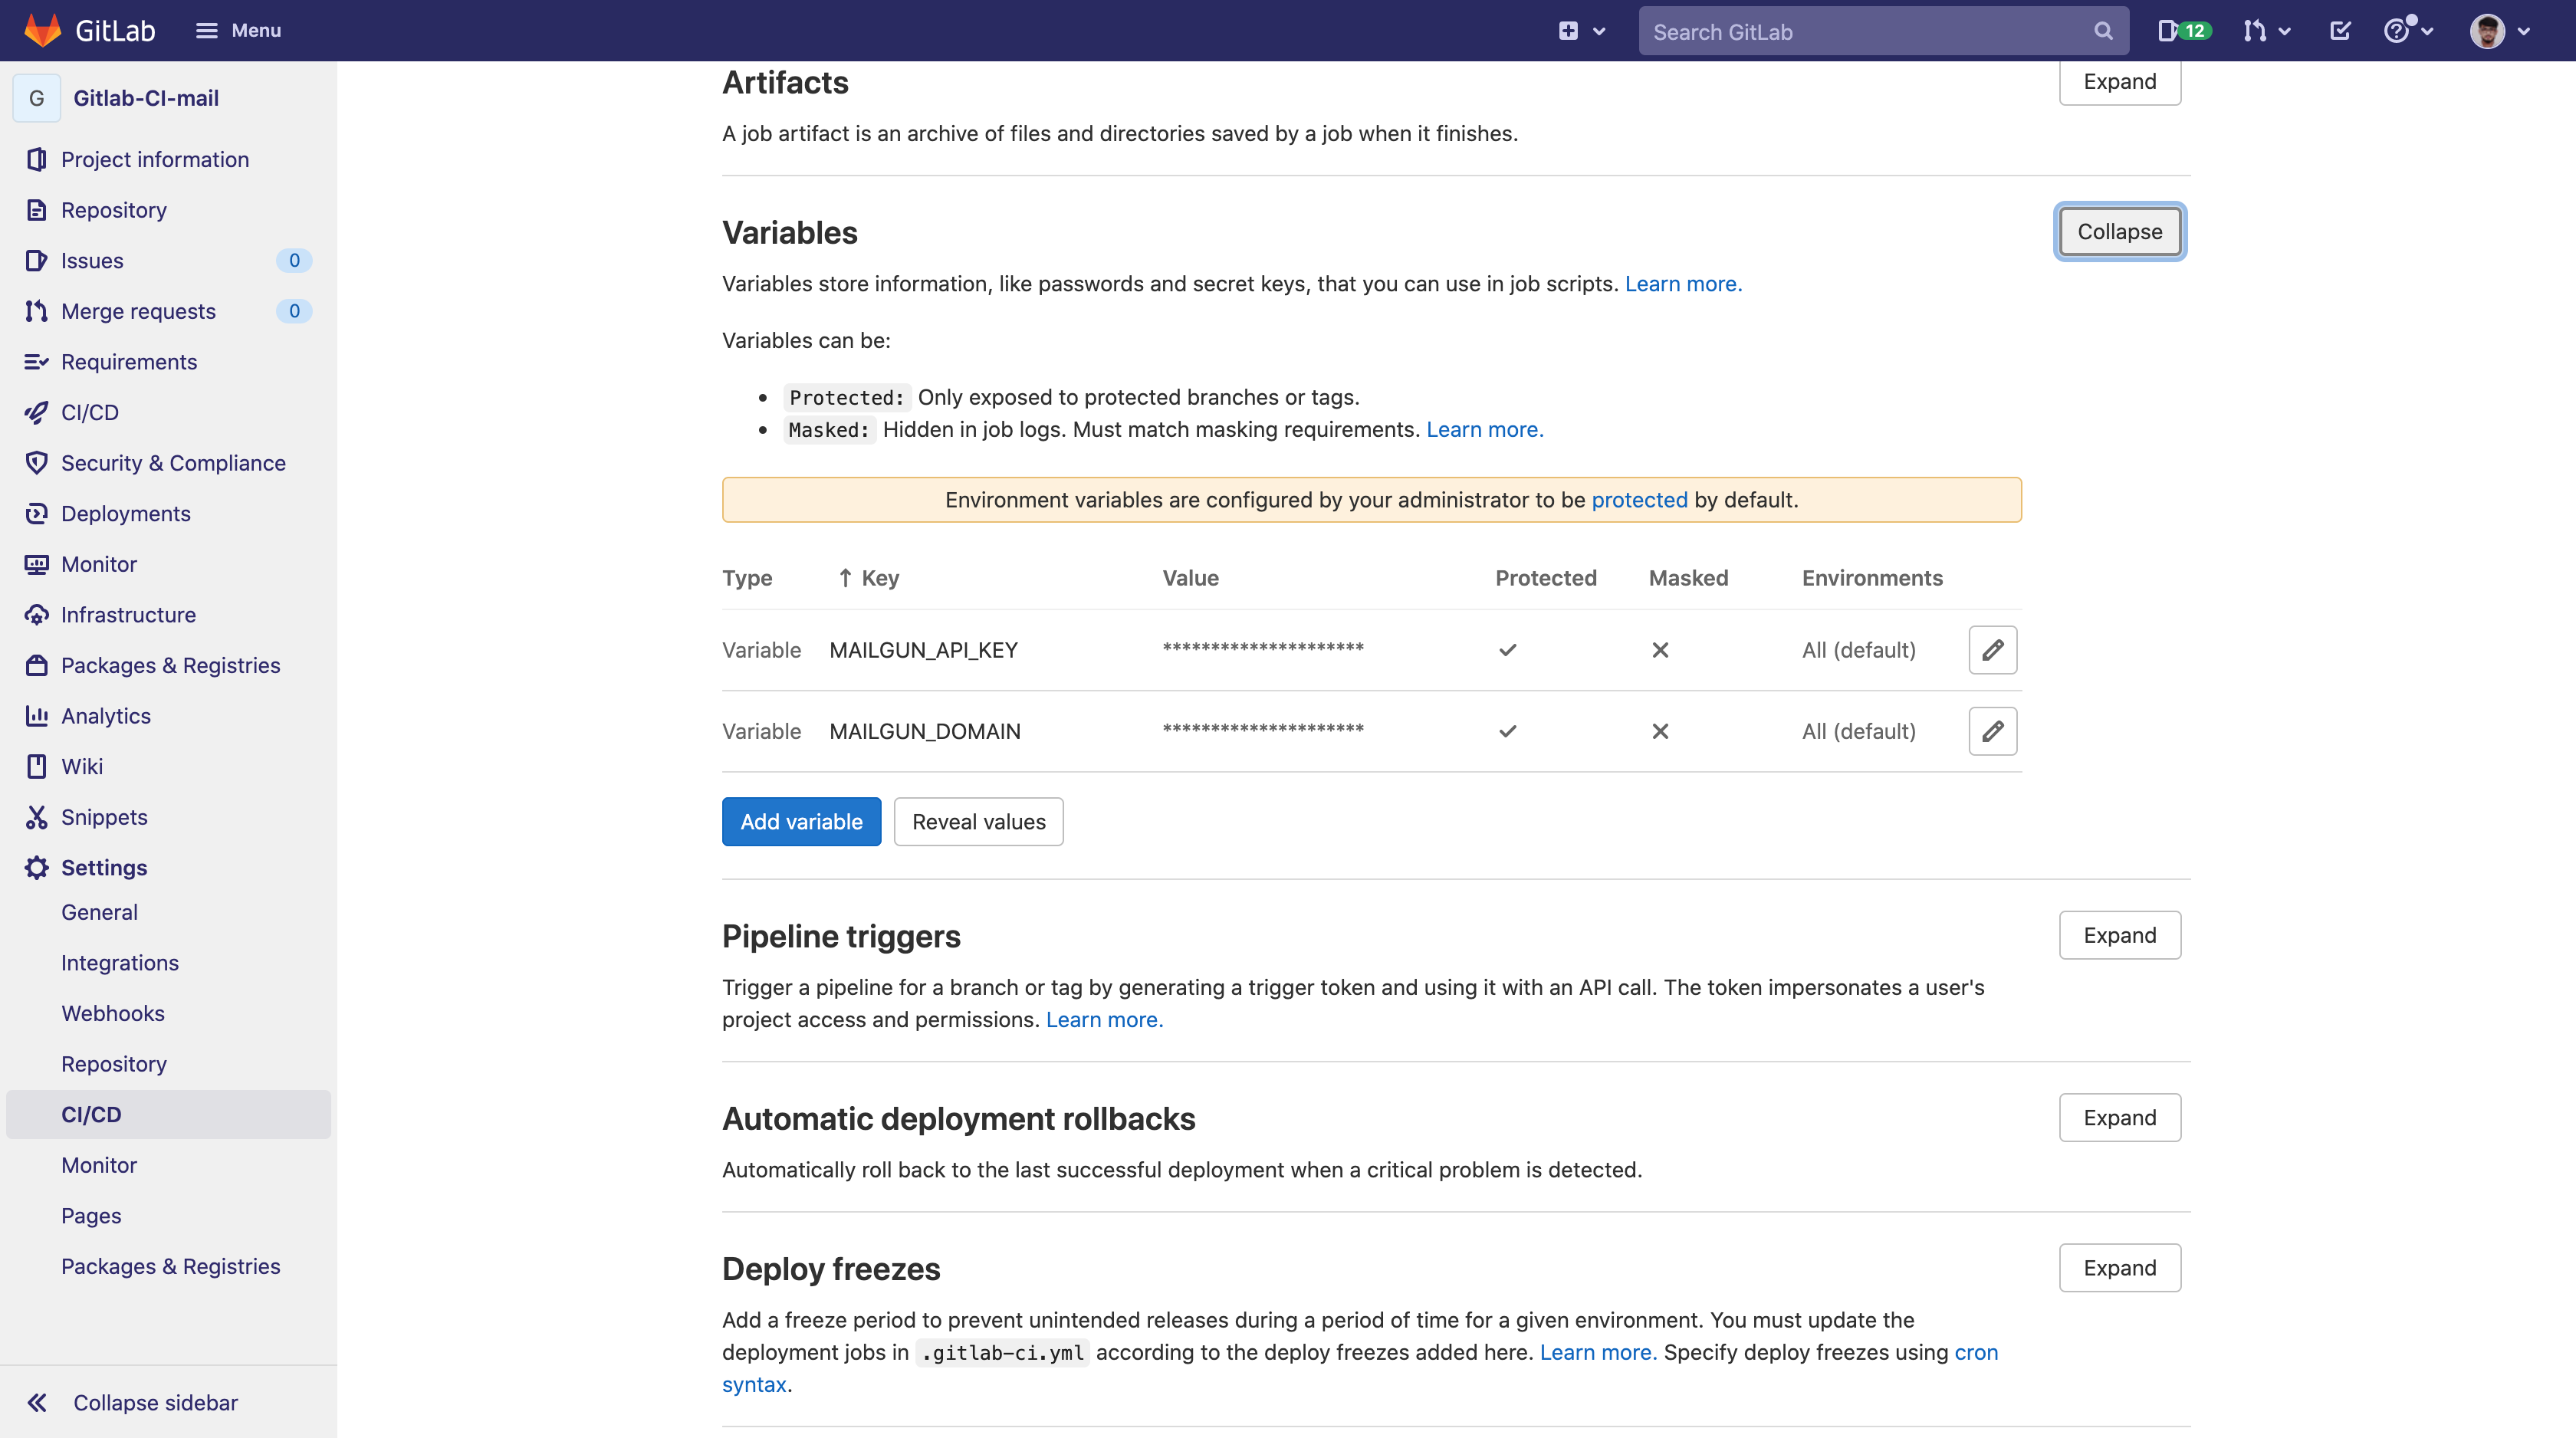 GitLab
Menu
Search GitLab
12
G
Gitlab-CI-mail
Project information
Repository
Issues
0
Merge requests
0
Requirements
CI/CD
Security & Compliance
Deployments
Monitor
Infrastructure
Packages & Registries
Analytics
Wiki
Snippets
Settings
General
Integrations
Webhooks
Repository
CI/CD
Monitor
Pages
Packages & Registries
Collapse sidebar
Artifacts
Expand
A job artifact is an archive of files and directories saved by a job when it finishes.
Variables
Collapse
Variables store information, like passwords and secret keys, that you can use in job scripts. Learn more.
Variables can be:
Protected: Only exposed to protected branches or tags.
Masked: Hidden in job logs. Must match masking requirements. Learn more.
Environment variables are configured by your administrator to be protected by default.
Type ↑ Key Value Protected Masked Environments
Variable MAILGUN_API_KEY ********************* All (default)
Variable MAILGUN_DOMAIN ********************* All (default)
Add variable Reveal values
Pipeline triggers
Expand
Trigger a pipeline for a branch or tag by generating a trigger token and using it with an API call. The token impersonates a user's
project access and permissions. Learn more.
Automatic deployment rollbacks
Expand
Automatically roll back to the last successful deployment when a critical problem is detected.
Deploy freezes
Expand
Add a freeze period to prevent unintended releases during a period of time for a given environment. You must update the
deployment jobs in .gitlab-ci.yml according to the deploy freezes added here. Learn more. Specify deploy freezes using cron
syntax.